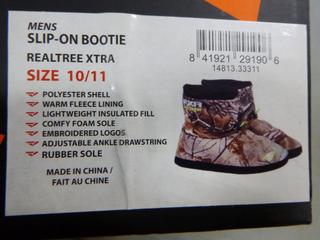 MENS
SLIP-ON BOOTIE
REALTREE XTRA
SIZE 10/11
POLYESTER SHELL
WARM FLEECE LINING
LIGHTWEIGHT INSULATED FILL
COMFY FOAM SOLE
EMBROIDERED LOGOS
ADJUSTABLE ANKLE DRAWSTRING
RUBBER SOLE
MADE IN CHINA /
FAIT AU CHINE
8 41921 29190 6
14813.33311